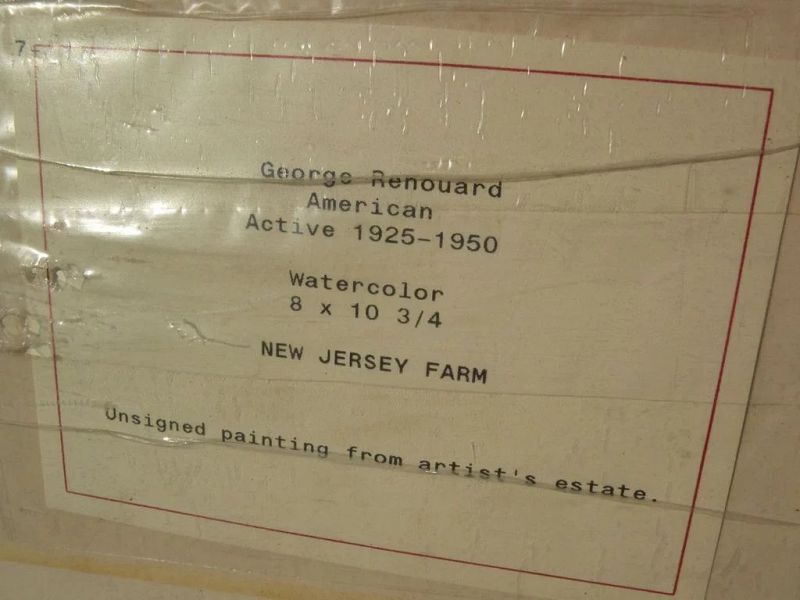 7
George Renouard
American
Active 1925-1950
Watercolor
8 x 10 3/4
NEW JERSEY FARM
Unsigned painting from artist's estate.